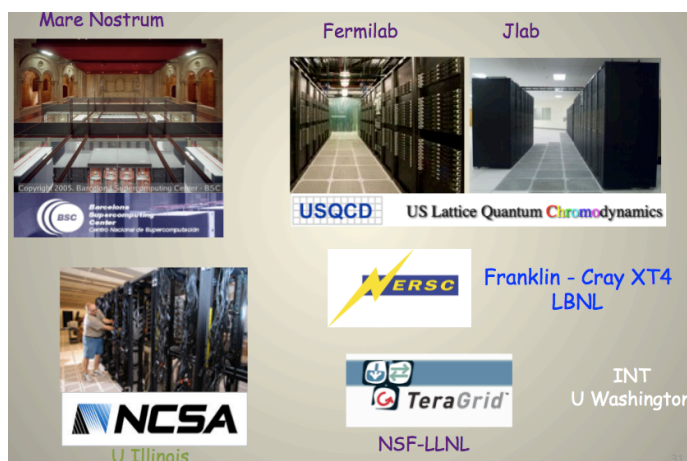 Mare Nostrum
Fermilab
Jlab
Copyright 2005. Barcelona Supercomputing Center - BSC
BSC
Barcelona
Supercomputing
Center
Centro Nacional de Supercomputación
USQCD
US Lattice Quantum Chromodynamics
NERSC
Franklin - Cray XT4
LBNL
NCSA
U Illinois
TeraGrid
NSF-LLNL
INT
U Washington